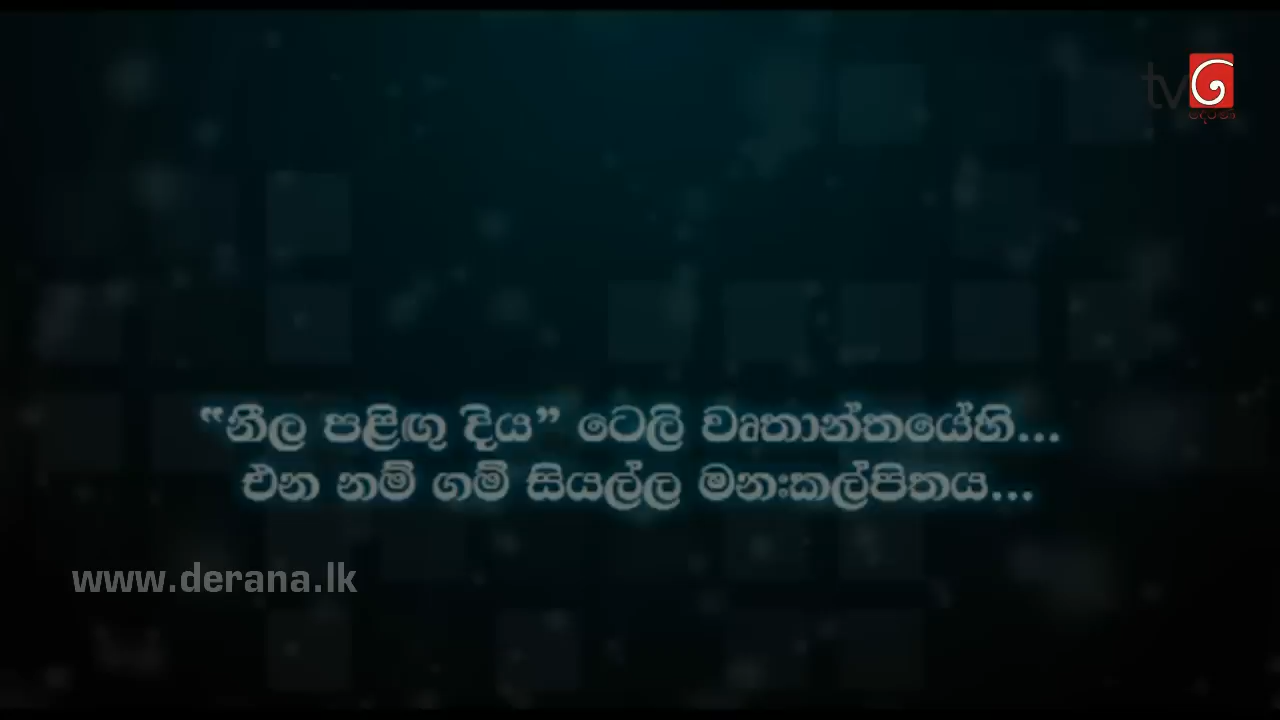 tv
දෙරණ
“නීල පළිඟු දිය” ටෙලි වෘතාන්තයේහි...
එන නම් ගම් සියල්ල මනඃකල්පිතය...
www.derana.lk